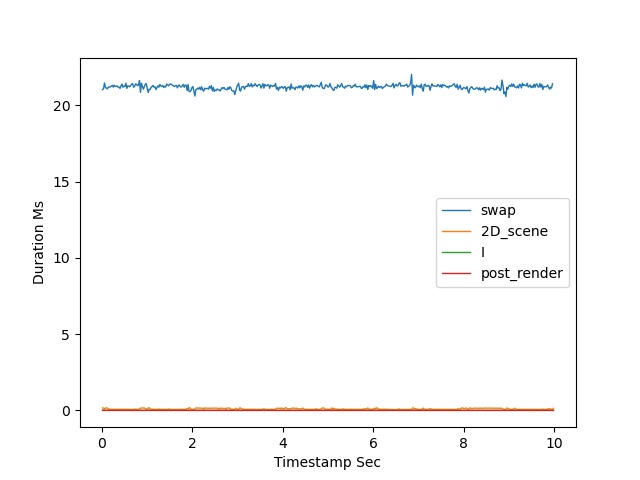 20
15
10
5
0
Duration Ms
swap
2D_scene
I
post_render
0
2
4
6
8
10
Timestamp Sec